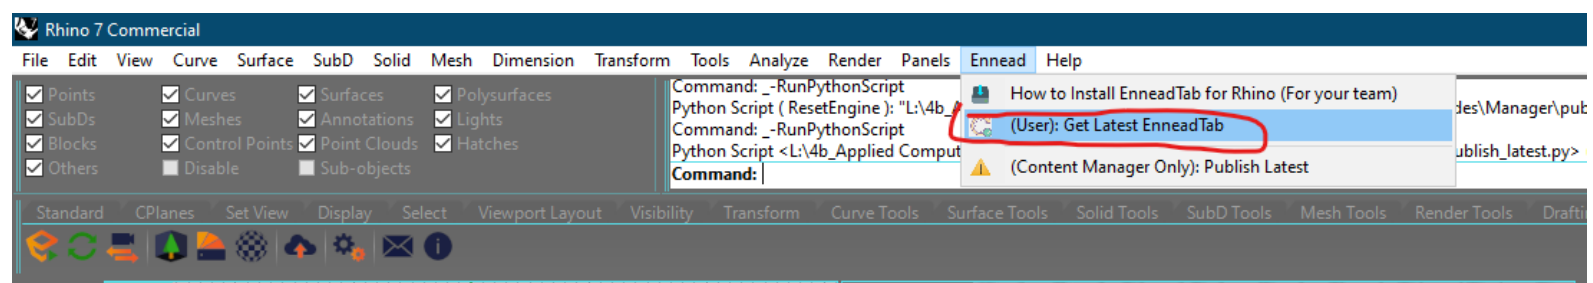 Rhino 7 Commercial
File Edit View Curve Surface SubD Solid Mesh Dimension Transform Tools Analyze Render Panels Ennead Help
Points Curves Surfaces Polysurfaces
SubDs Meshes Annotations Lights
Blocks Control Points Point Clouds Hatches
Others Disable Sub-objects
Command: _-RunPythonScript
Python Script ( ResetEngine ): "L:\4b_ des\Manager\pub
Command: _-RunPythonScript
Python Script <L:\4b_Applied Comput ublish_latest.py>
Command:
How to Install EnneadTab for Rhino (For your team)
(User): Get Latest EnneadTab
(Content Manager Only): Publish Latest
Standard CPlanes Set View Display Select Viewport Layout Visibility Transform Curve Tools Surface Tools Solid Tools SubD Tools Mesh Tools Render Tools Drafti